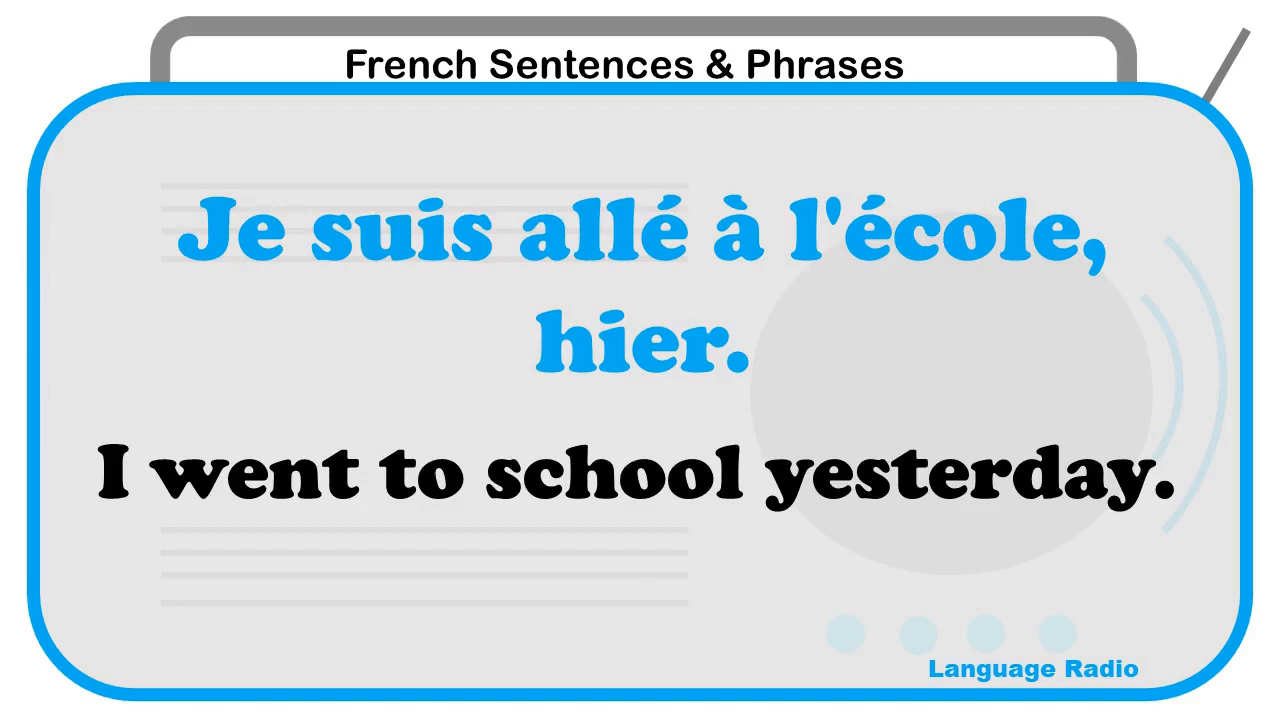 French Sentences & Phrases
Je suis allé à l'école,
hier.
I went to school yesterday.
Language Radio